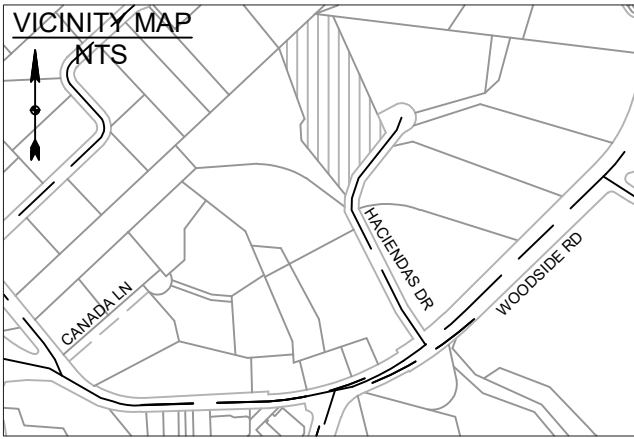 VICINITY MAP
NTS
HACIENDAS DR
WOODSIDE RD
CANADA LN